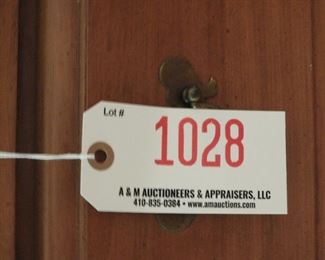 Lot #
1028
A & M AUCTIONEERS & APPRAISERS, LLC
410-835-0384 • www.amauctions.com